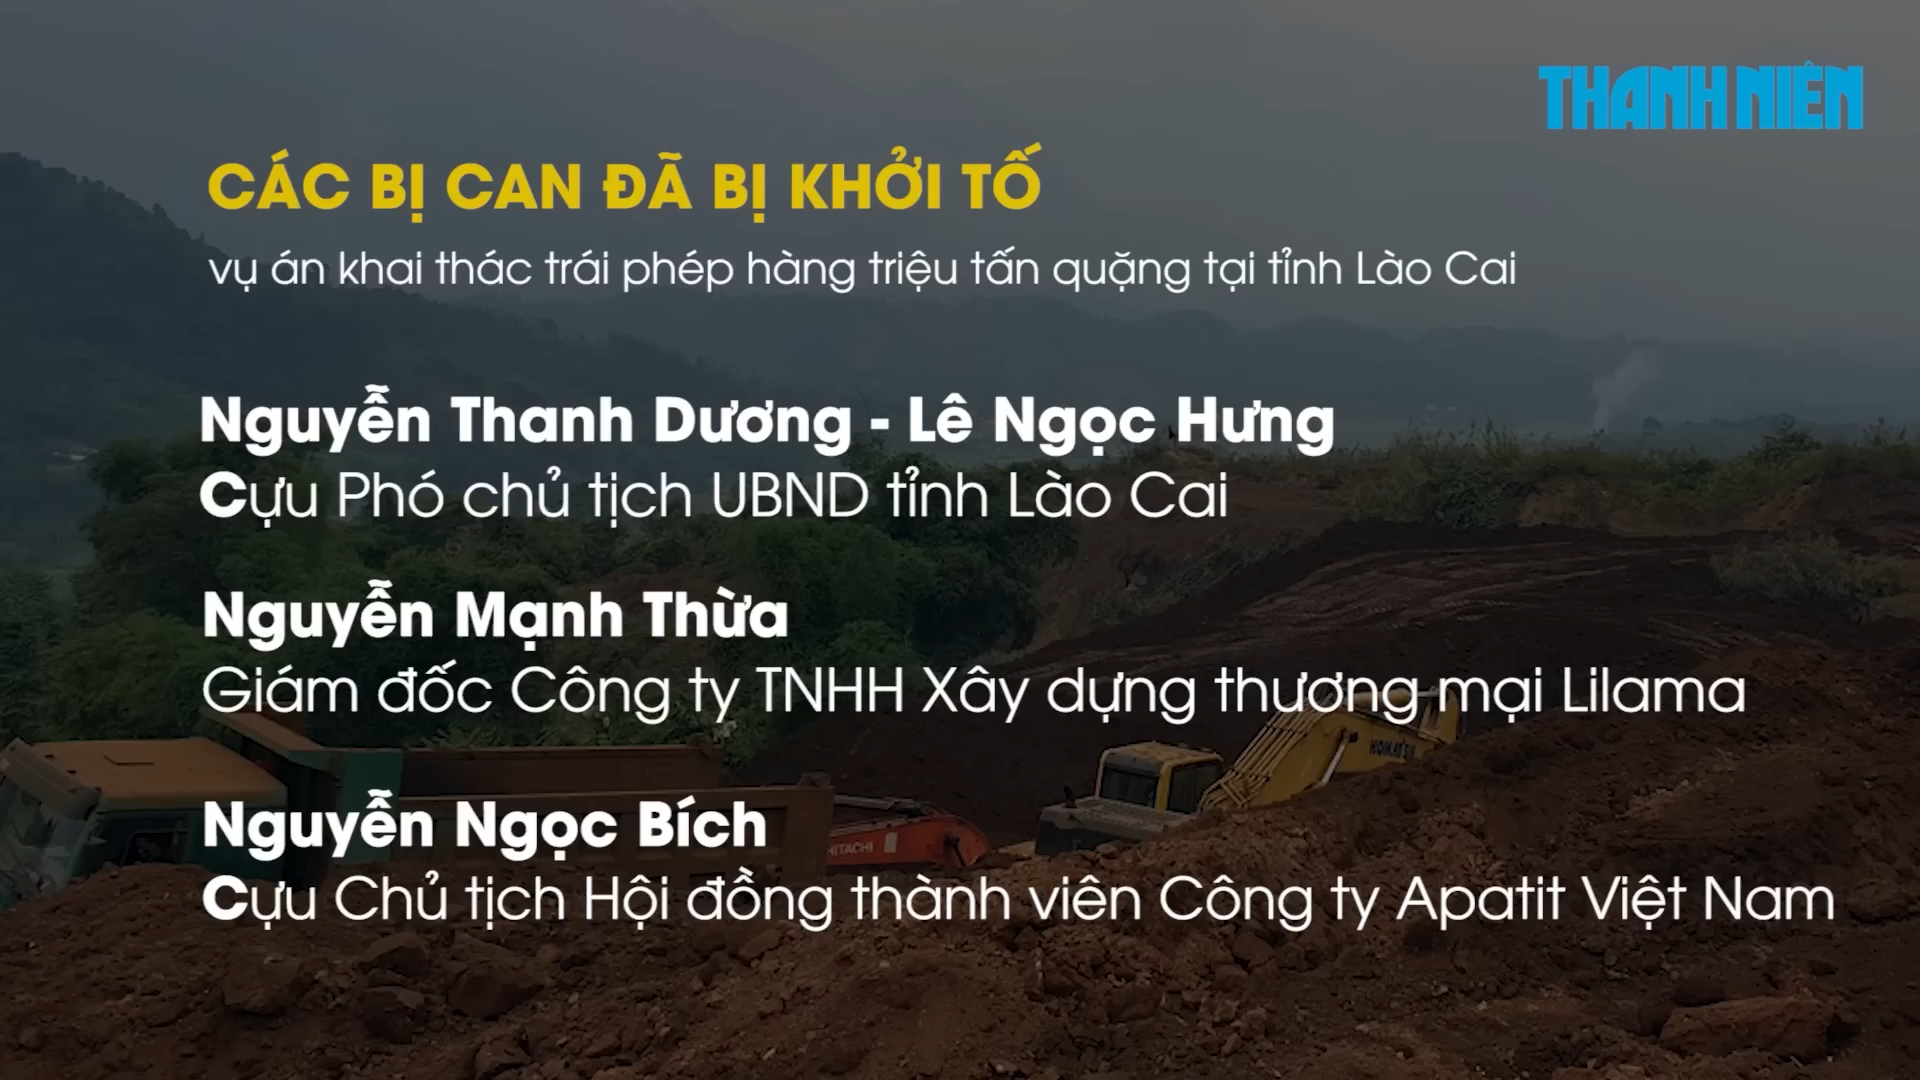 THANH NIÊN
CÁC BỊ CAN ĐÃ BỊ KHỞI TỐ
vụ án khai thác trái phép hàng triệu tấn quặng tại tỉnh Lào Cai
Nguyễn Thanh Dương - Lê Ngọc Hưng
Cựu Phó chủ tịch UBND tỉnh Lào Cai
Nguyễn Mạnh Thừa
Giám đốc Công ty TNHH Xây dựng thương mại Lilama
KOMATSU
Nguyễn Ngọc Bích
HITACHI
Cựu Chủ tịch Hội đồng thành viên Công ty Apatit Việt Nam